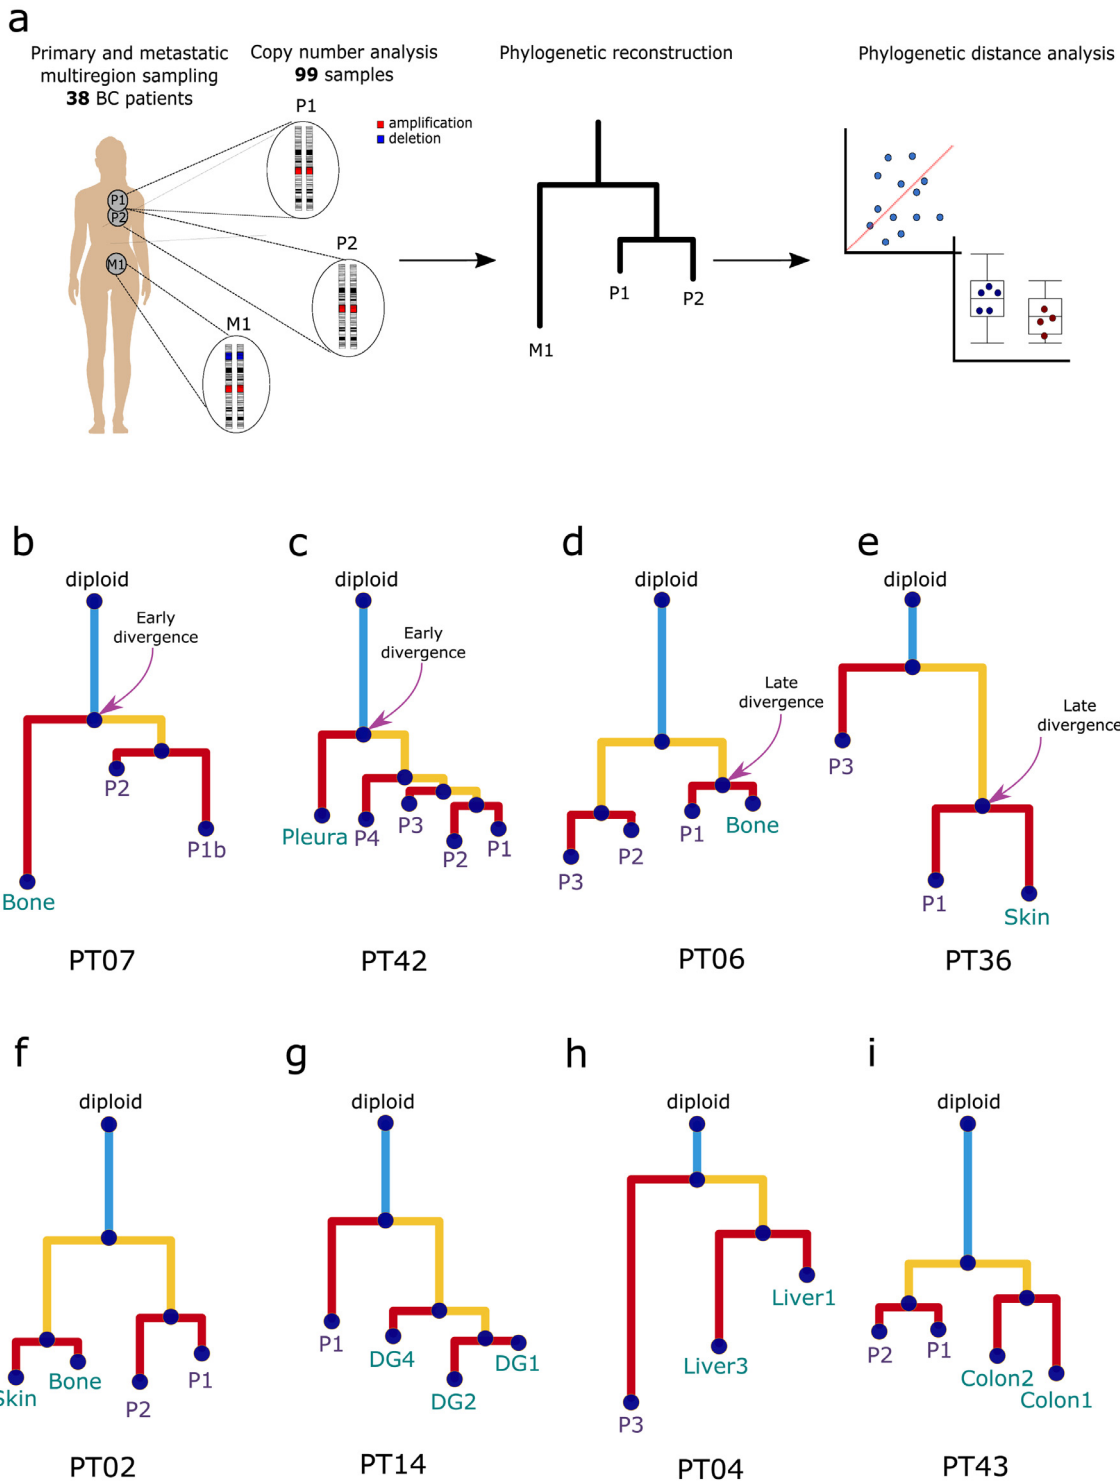 a
Primary and metastatic
multiregion sampling
38 BC patients
Copy number analysis
99 samples
Phylogenetic reconstruction
Phylogenetic distance analysis
P1
amplification
deletion
P1
P2
M1
P2
M1
P1
P2
M1
b
diploid
Early
divergence
P2
P1b
Bone
PT07
c
diploid
Early
divergence
Pleura
P4
P3
P2
P1
PT42
d
diploid
Late
divergence
P1
Bone
P2
P3
PT06
e
diploid
Late
divergence
P3
P1
Skin
PT36
f
diploid
Skin
Bone
P2
P1
PT02
g
diploid
P1
DG4
DG1
DG2
PT14
h
diploid
Liver1
Liver3
P3
PT04
i
diploid
P2
P1
Colon2
Colon1
PT43